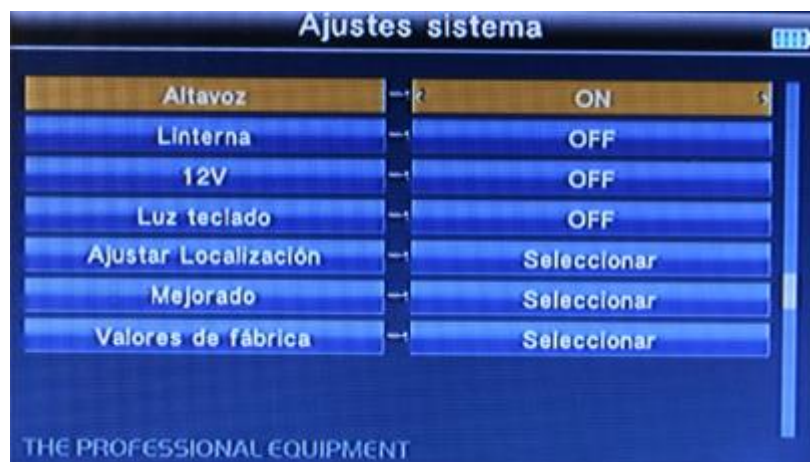 Ajustes sistema
Altavoz ON
Linterna OFF
12V OFF
Luz teclado OFF
Ajustar Localización Seleccionar
Mejorado Seleccionar
Valores de fábrica Seleccionar
THE PROFESSIONAL EQUIPMENT